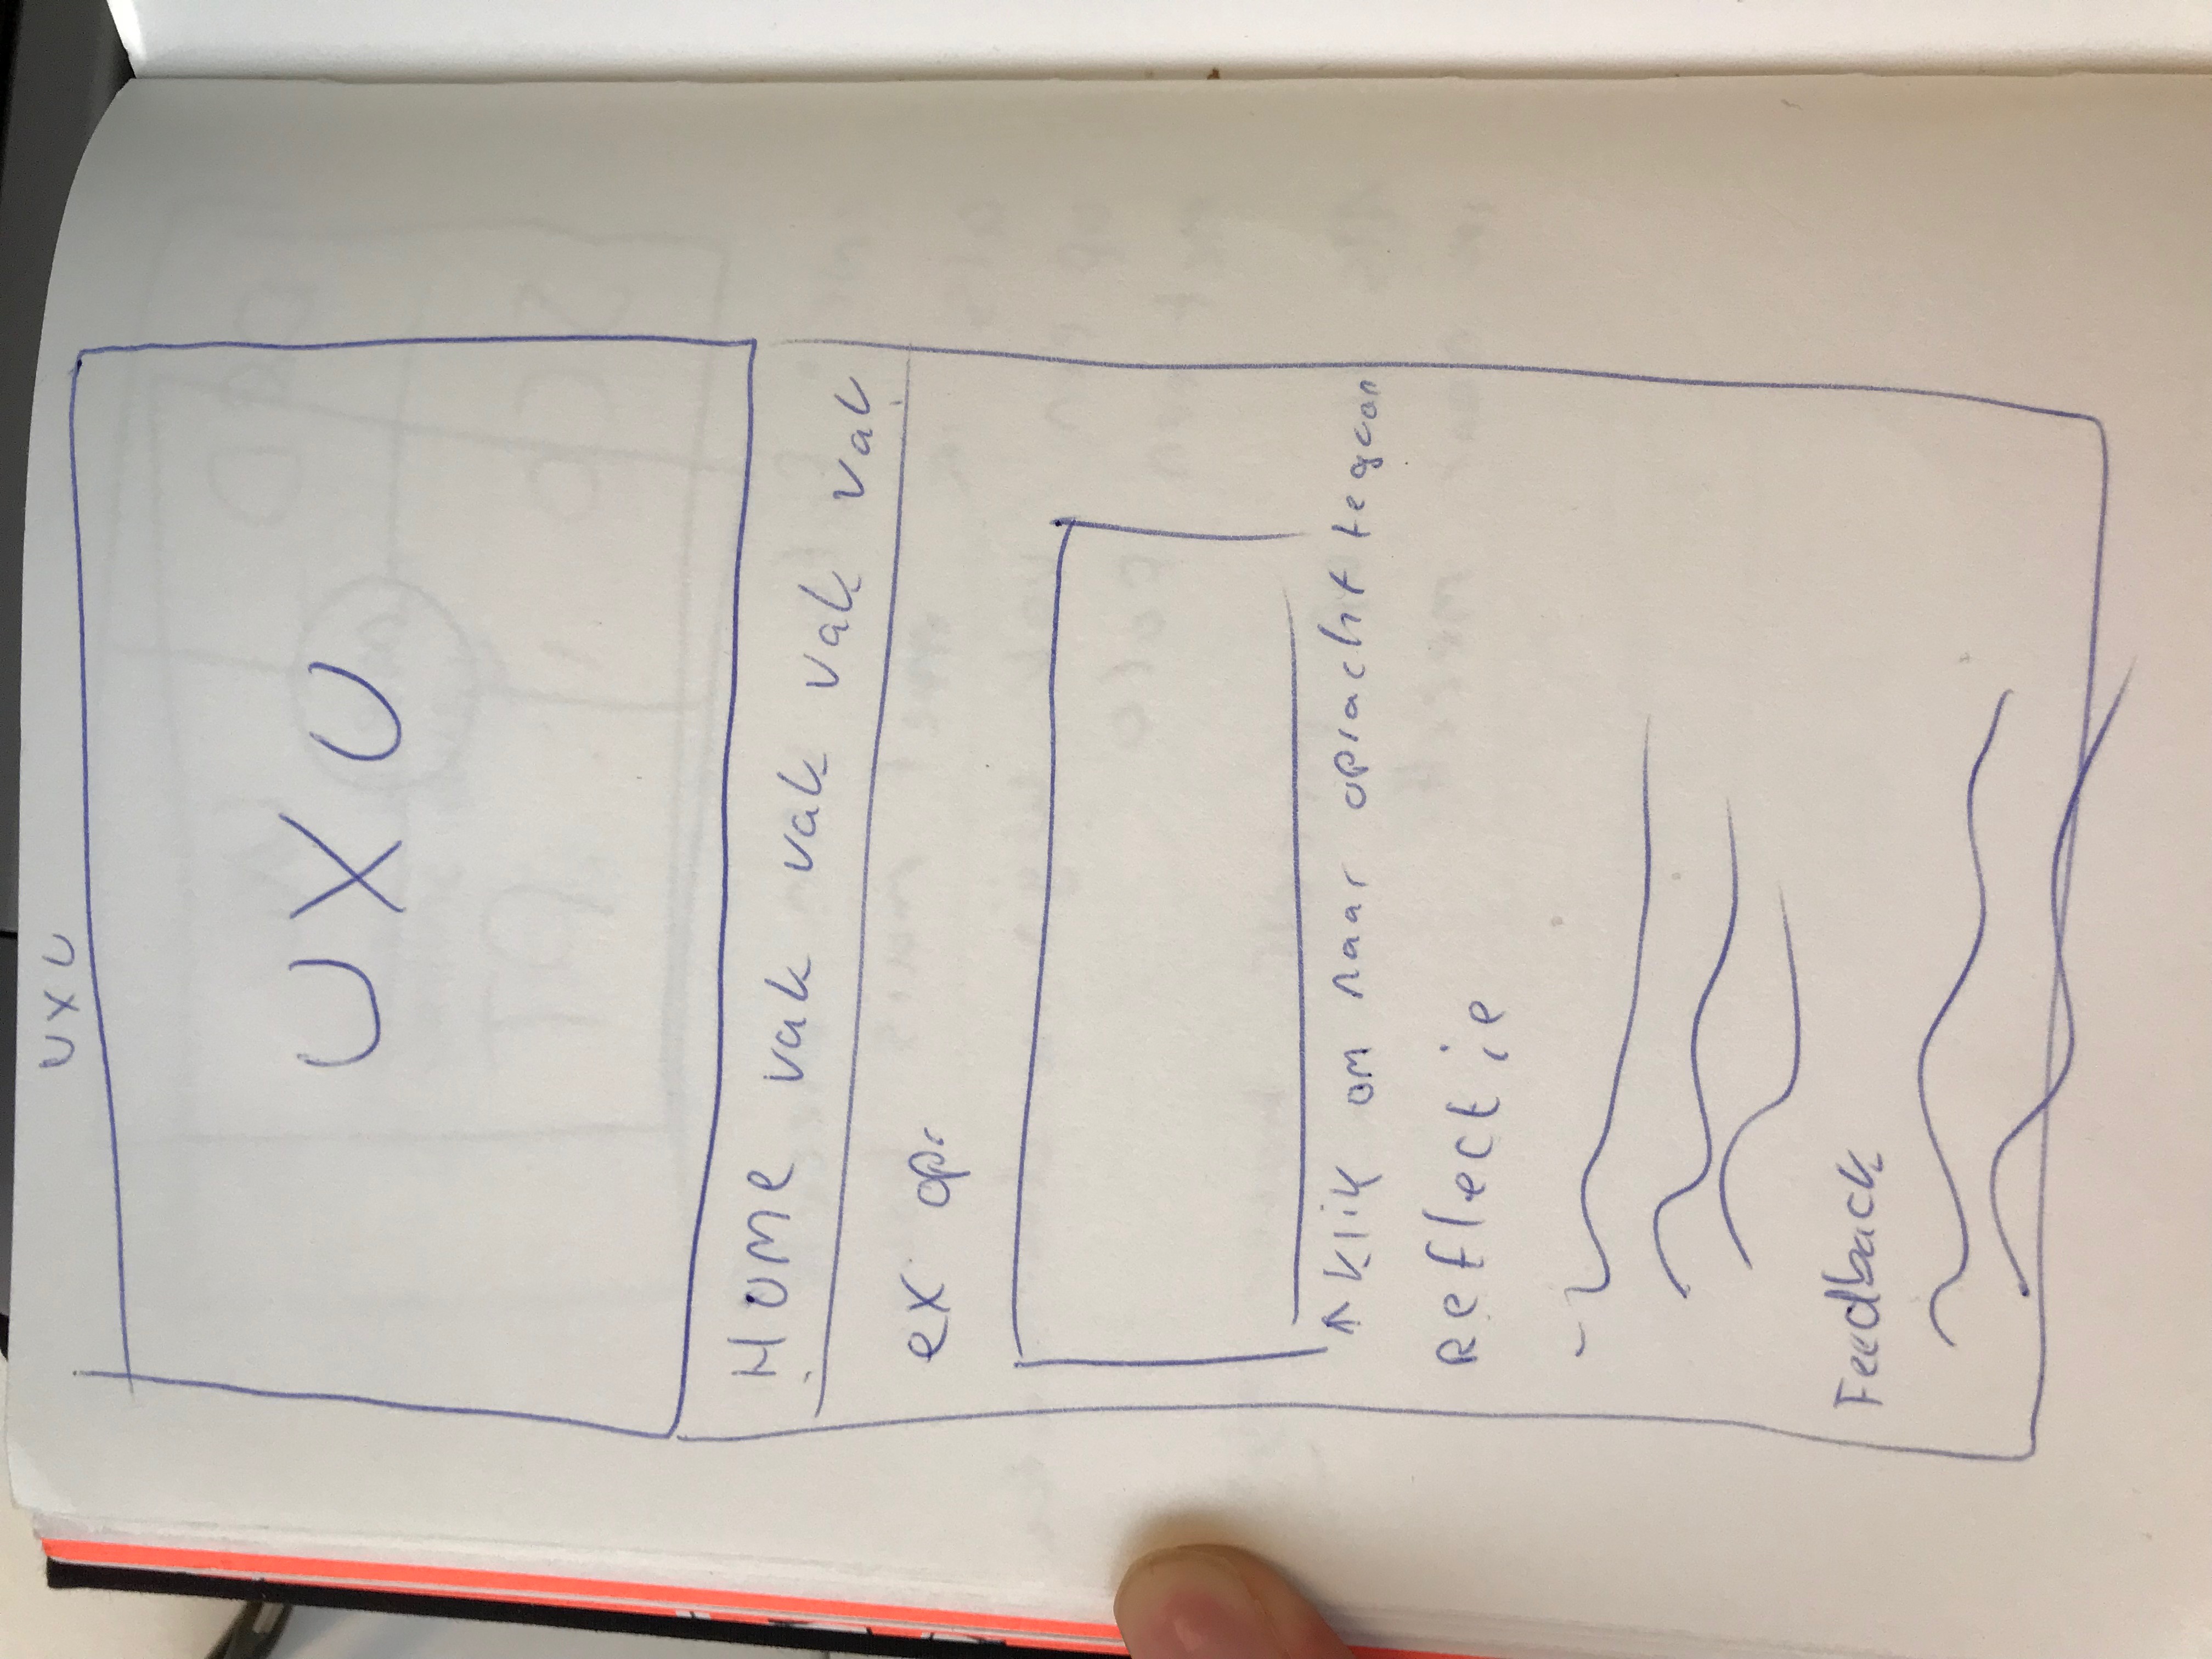 UXU
UXU
Home vak vak vak vak
ex opr
↑ klik om naar opracht te gaan
Reflectie
Feedback